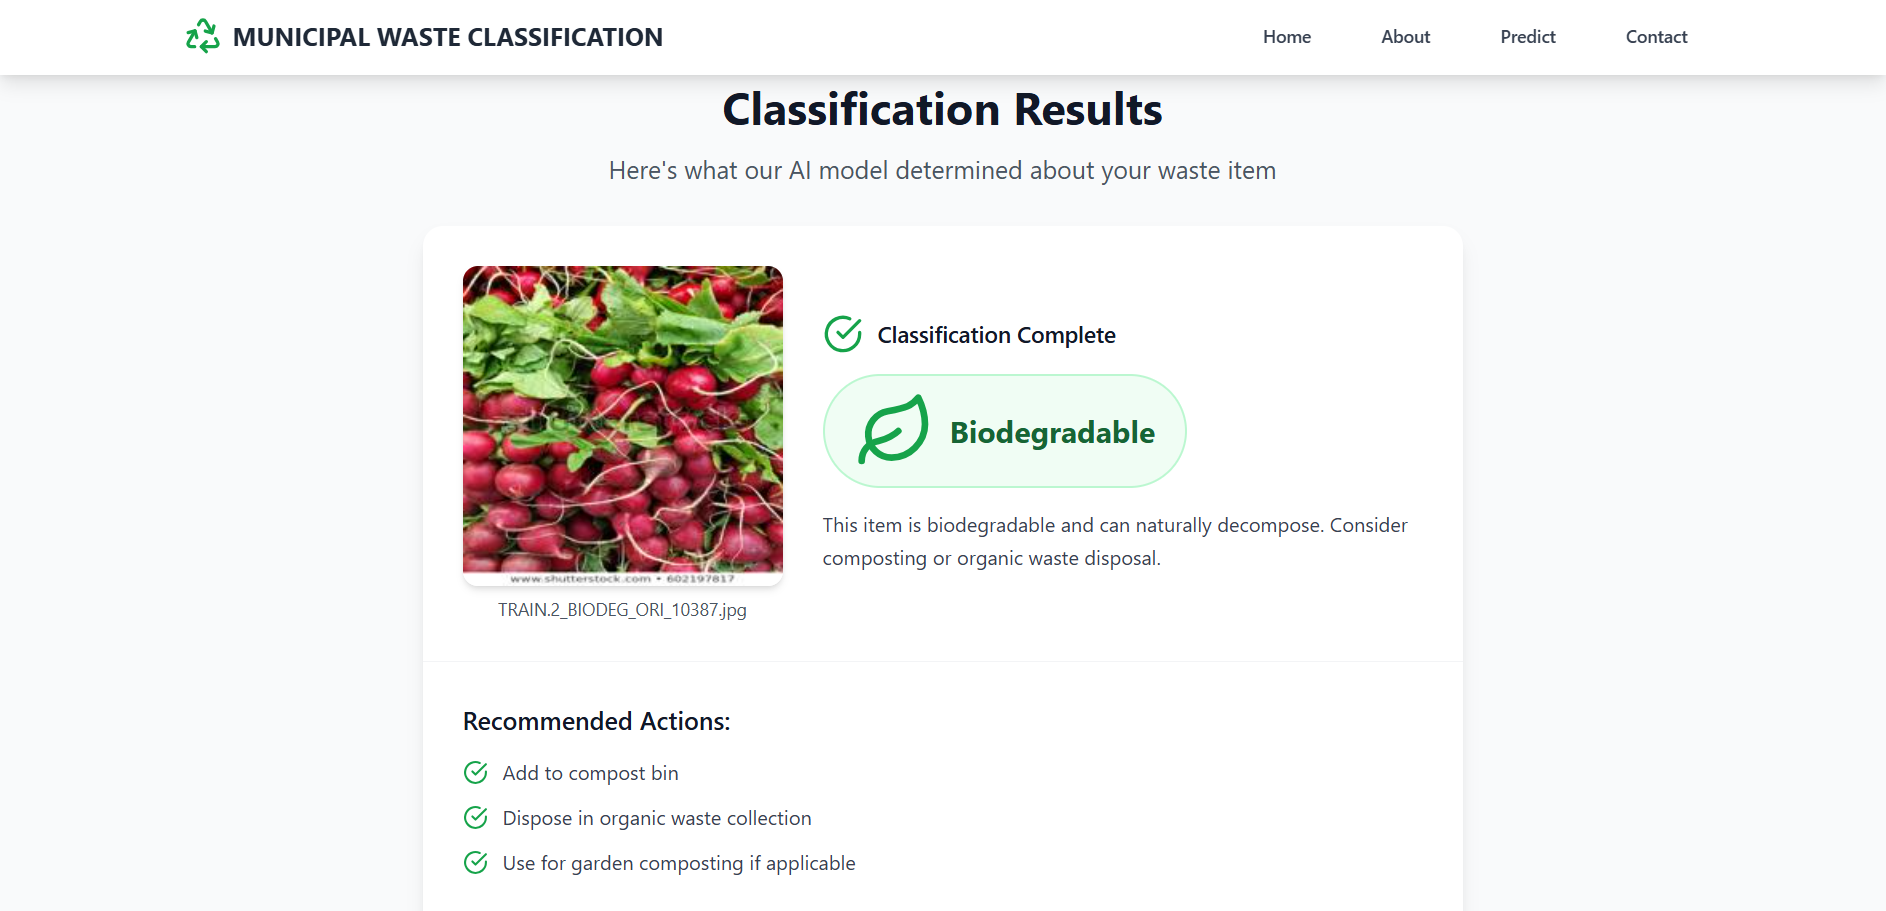 MUNICIPAL WASTE CLASSIFICATION
Home
About
Predict
Contact
Classification Results
Here's what our AI model determined about your waste item
www.shutterstock.com • 602197817
TRAIN.2_BIODEG_ORI_10387.jpg
Classification Complete
Biodegradable
This item is biodegradable and can naturally decompose. Consider
composting or organic waste disposal.
Recommended Actions:
Add to compost bin
Dispose in organic waste collection
Use for garden composting if applicable